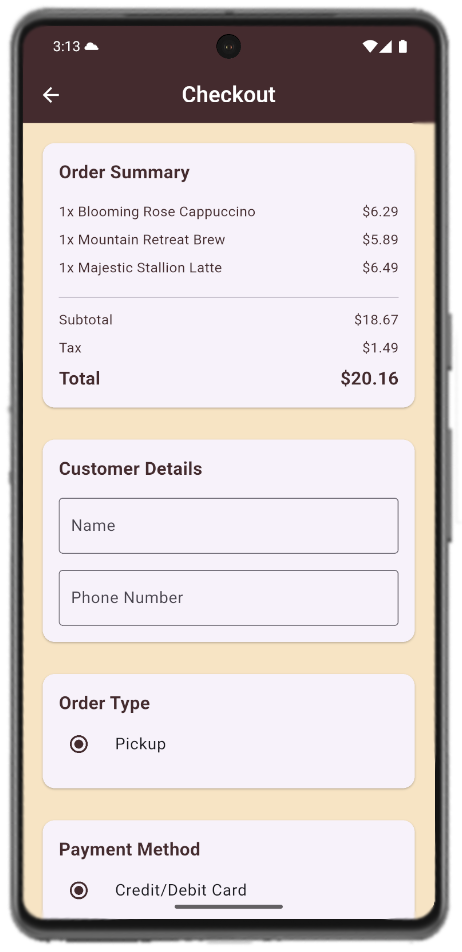 3:13
Checkout
Order Summary
1x Blooming Rose Cappuccino $6.29
1x Mountain Retreat Brew $5.89
1x Majestic Stallion Latte $6.49
Subtotal $18.67
Tax $1.49
Total $20.16
Customer Details
Name
Phone Number
Order Type
Pickup
Payment Method
Credit/Debit Card